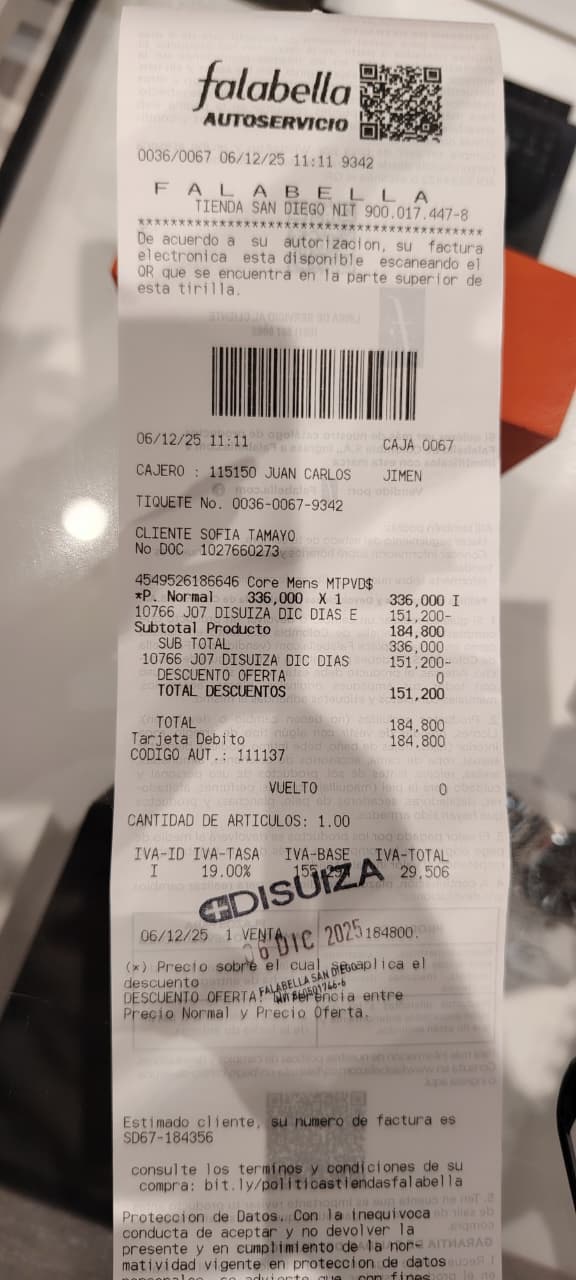 falabella
AUTOSERVICIO
0036/0067 06/12/25 11:11 9342
F A L A B E L L A
TIENDA SAN DIEGO NIT 900.017.447-8
******************************************
De acuerdo a su autorizacion, su factura
electronica esta disponible escaneando el
QR que se encuentra en la parte superior de
esta tirilla.
06/12/25 11:11 CAJA 0067
CAJERO : 115150 JUAN CARLOS JIMEN
TIQUETE No. 0036-0067-9342
CLIENTE SOFIA TAMAYO
No DOC 1027660273
4549526186646 Core Mens MTPVD$
*P. Normal 336,000 X 1 336,000 I
10766 J07 DISUIZA DIC DIAS E 151,200-
Subtotal Producto 184,800
SUB TOTAL 336,000
10766 J07 DISUIZA DIC DIAS 151,200-
DESCUENTO OFERTA 0
TOTAL DESCUENTOS 151,200
TOTAL 184,800
Tarjeta Debito 184,800
CODIGO AUT.: 111137
VUELTO 0
CANTIDAD DE ARTICULOS: 1.00
IVA-ID IVA-TASA IVA-BASE IVA-TOTAL
I 19.00% 29,506
DISUIZA
06/12/25 1 VENTA 184800.
06 DIC 2025
(*) Precio sobre el cual se aplica el
descuento
FALABELLA SAN DIEGO
DESCUENTO OFERTA: Diferencia entre
Precio Normal y Precio Oferta.
Estimado cliente, su numero de factura es
SD67-184356
consulte los terminos y condiciones de su
compra: bit.ly/politicastiendasfalabella
Proteccion de Datos. Con la inequivoca
conducta de aceptar y no devolver la
presente y en cumplimiento de la nor-
matividad vigente en proteccion de datos